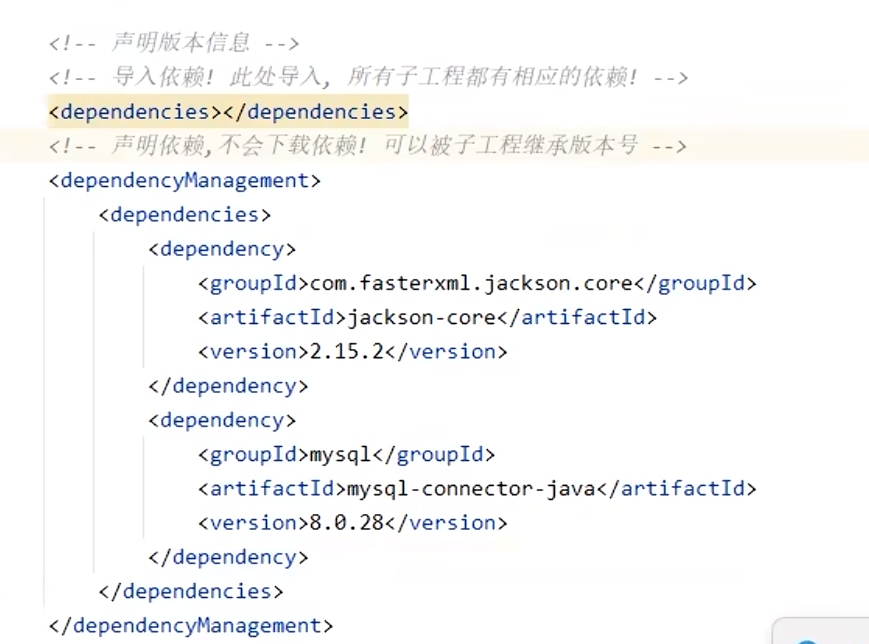 <!-- 声明版本信息 -->
<!-- 导入依赖! 此处导入, 所有子工程都有相应的依赖! -->
<dependencies></dependencies>
<!-- 声明依赖,不会下载依赖! 可以被子工程继承版本号 -->
<dependencyManagement>
<dependencies>
<dependency>
<groupId>com.fasterxml.jackson.core</groupId>
<artifactId>jackson-core</artifactId>
<version>2.15.2</version>
</dependency>
<dependency>
<groupId>mysql</groupId>
<artifactId>mysql-connector-java</artifactId>
<version>8.0.28</version>
</dependency>
</dependencies>
</dependencyManagement>